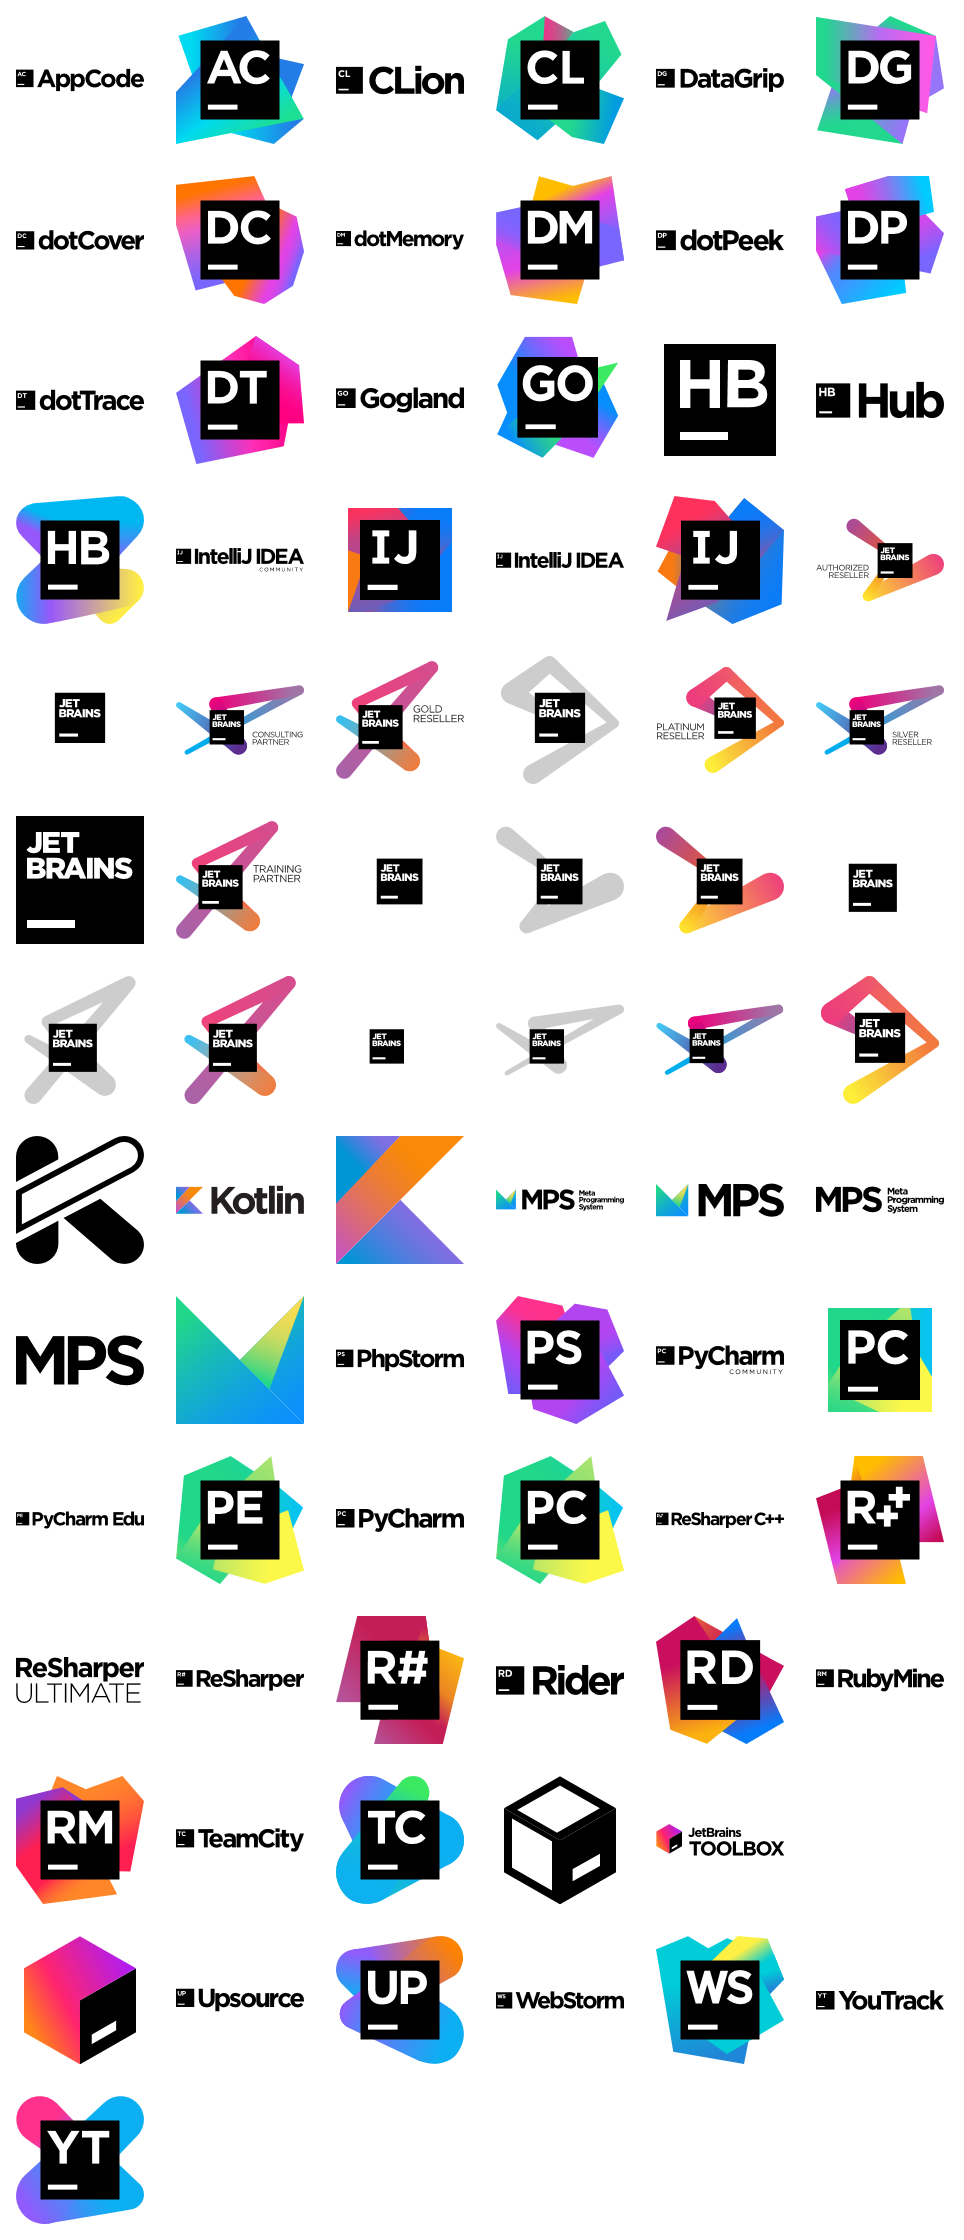 AC AppCode
AC
CL CLion
CL
DG DataGrip
DG
DC dotCover
DC
DM dotMemory
DM
DP dotPeek
DP
DT dotTrace
DT
GO Gogland
GO
HB
HB Hub
HB
IJ IntelliJ IDEA
COMMUNITY
IJ
IJ IntelliJ IDEA
IJ
AUTHORIZED
RESELLER
JET
BRAINS
JET
BRAINS
JET
BRAINS
CONSULTING
PARTNER
JET
BRAINS
GOLD
RESELLER
JET
BRAINS
PLATINUM
RESELLER
JET
BRAINS
JET
BRAINS
SILVER
RESELLER
JET
BRAINS
JET
BRAINS
TRAINING
PARTNER
JET
BRAINS
JET
BRAINS
JET
BRAINS
JET
BRAINS
JET
BRAINS
JET
BRAINS
JET
BRAINS
JET
BRAINS
JET
BRAINS
JET
BRAINS
Kotlin
MPS Meta
Programming
System
MPS
MPS Meta
Programming
System
MPS
PS PhpStorm
PS
PC PyCharm
COMMUNITY
PC
PyCharm Edu
PE
PC PyCharm
PC
ReSharper C++
R++
ReSharper
ULTIMATE
R# ReSharper
R#
RD Rider
RD
RM RubyMine
RM
TC TeamCity
TC
JetBrains
TOOLBOX
UP Upsource
UP
WS WebStorm
WS
YT YouTrack
YT